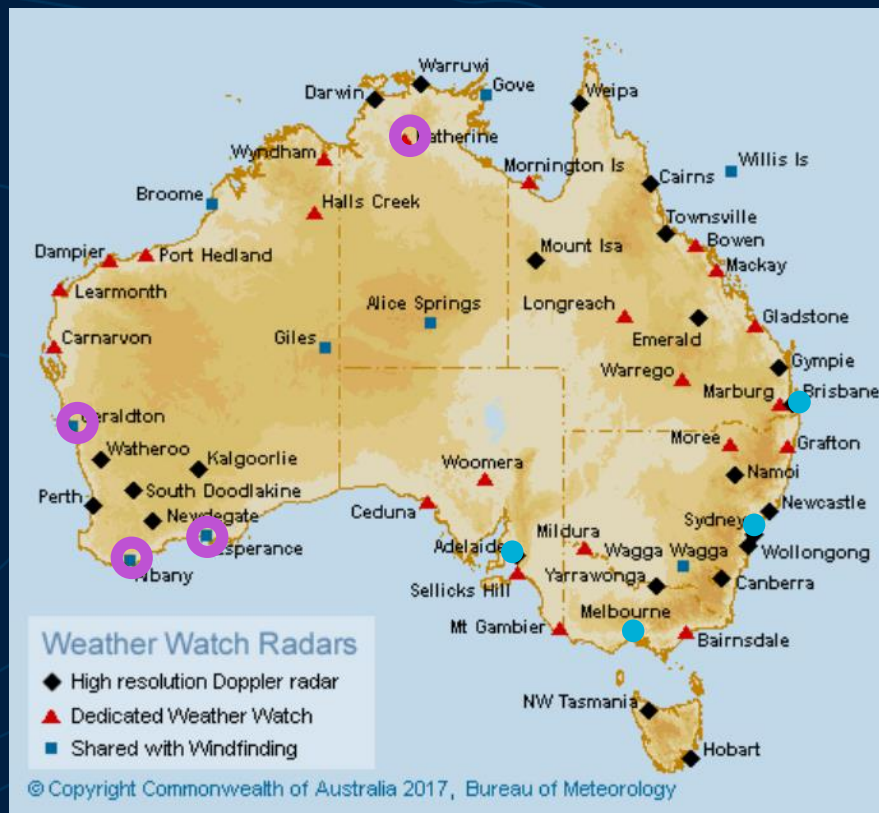 Warruwi
Darwin
Gove
Weipa
Katherine
Wyndham
Mornington Is
Willis Is
Cairns
Broome
Halls Creek
Townsville
Mount Isa
Bowen
Dampier
Port Hedland
Mackay
Learmonth
Alice Springs
Longreach
Gladstone
Carnarvon
Giles
Emerald
Gympie
Warrego
Marburg
Brisbane
Geraldton
Moree
Grafton
Watheroo
Kalgoorlie
Woomera
Namoi
South Doodlakine
Perth
Newdegate
Ceduna
Newcastle
Sydney
Mildura
Esperance
Adelaide
Wagga Wagga
Wollongong
Albany
Sellicks Hill
Yarrawonga
Canberra
Melbourne
Mt Gambier
Bairnsdale
Weather Watch Radars
High resolution Doppler radar
Dedicated Weather Watch
Shared with Windfinding
NW Tasmania
Hobart
© Copyright Commonwealth of Australia 2017, Bureau of Meteorology